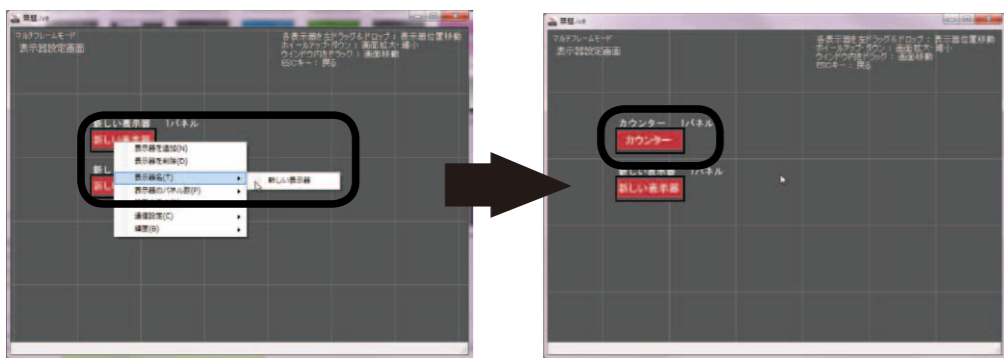 無題.lvt
マルチフレームモード
表示器設定画面
各表示器を左ドラッグ&ドロップ : 表示器位置移動
ホイールアップ・ダウン : 画面拡大・縮小
ウインドウ内をドラッグ : 画面移動
ESCキー : 戻る
新しい表示器 1パネル
新しい表示器
表示器を追加(N)
表示器を削除(D)
表示器名(T)
新しい表示器
表示器のパネル数(P)
通信設定(C)
輝度(B)
マルチフレームモード
表示器設定画面
各表示器を左ドラッグ&ドロップ : 表示器位置移動
ホイールアップ・ダウン : 画面拡大・縮小
ウインドウ内をドラッグ : 画面移動
ESCキー : 戻る
カウンター 1パネル
カウンター
新しい表示器 1パネル
新しい表示器